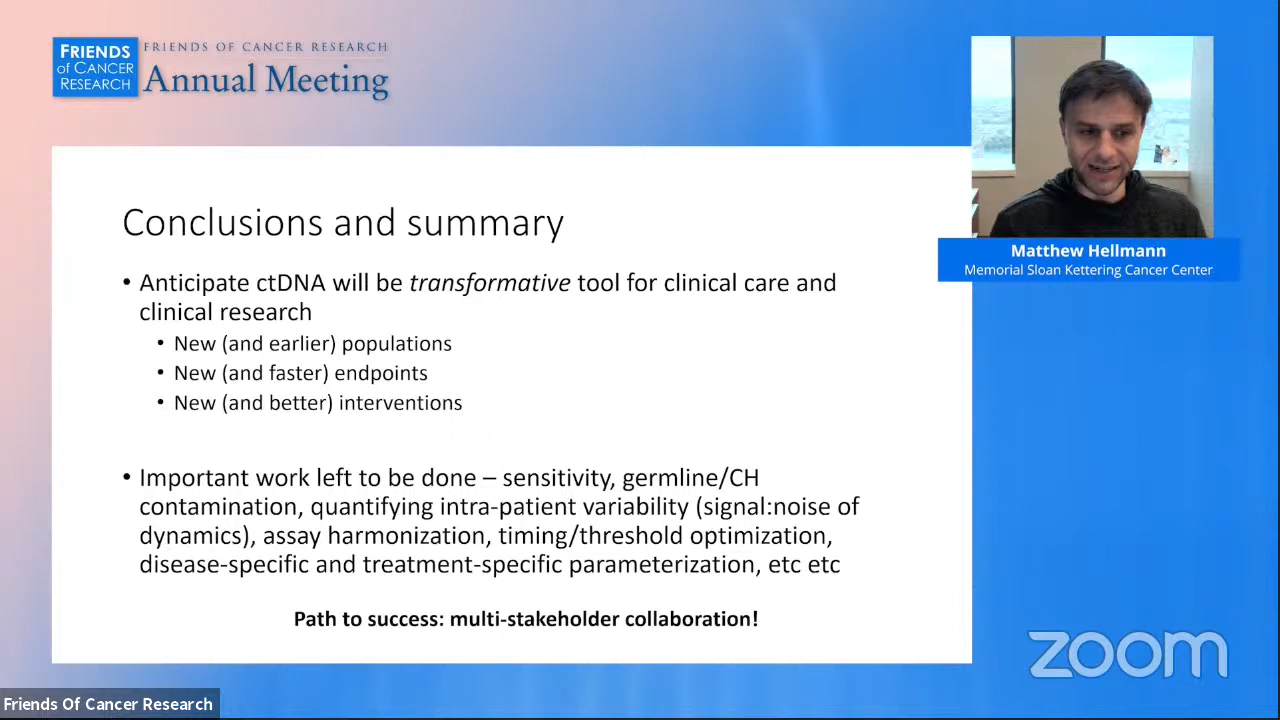 FRIENDS
of CANCER
RESEARCH
FRIENDS OF CANCER RESEARCH
Annual Meeting
Matthew Hellmann
Memorial Sloan Kettering Cancer Center
Conclusions and summary
• Anticipate ctDNA will be transformative tool for clinical care and
clinical research
• New (and earlier) populations
• New (and faster) endpoints
• New (and better) interventions
• Important work left to be done – sensitivity, germline/CH
contamination, quantifying intra-patient variability (signal:noise of
dynamics), assay harmonization, timing/threshold optimization,
disease-specific and treatment-specific parameterization, etc etc
Path to success: multi-stakeholder collaboration!
zoom
Friends Of Cancer Research